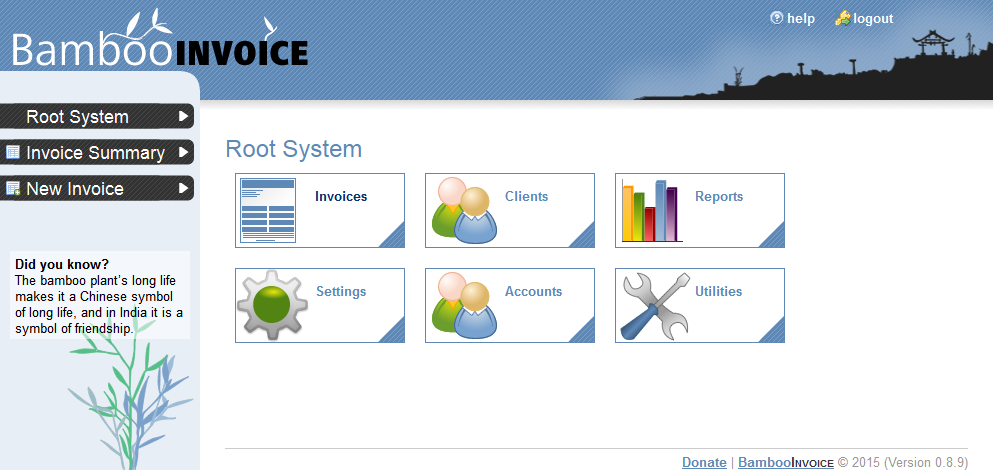 BambooINVOICE
help
logout
Root System
Invoice Summary
New Invoice
Did you know?
The bamboo plant's long life
makes it a Chinese symbol
of long life, and in India it is a
symbol of friendship.
Root System
Invoices
Clients
Reports
Settings
Accounts
Utilities
Donate | BambooINVOICE © 2015 (Version 0.8.9)